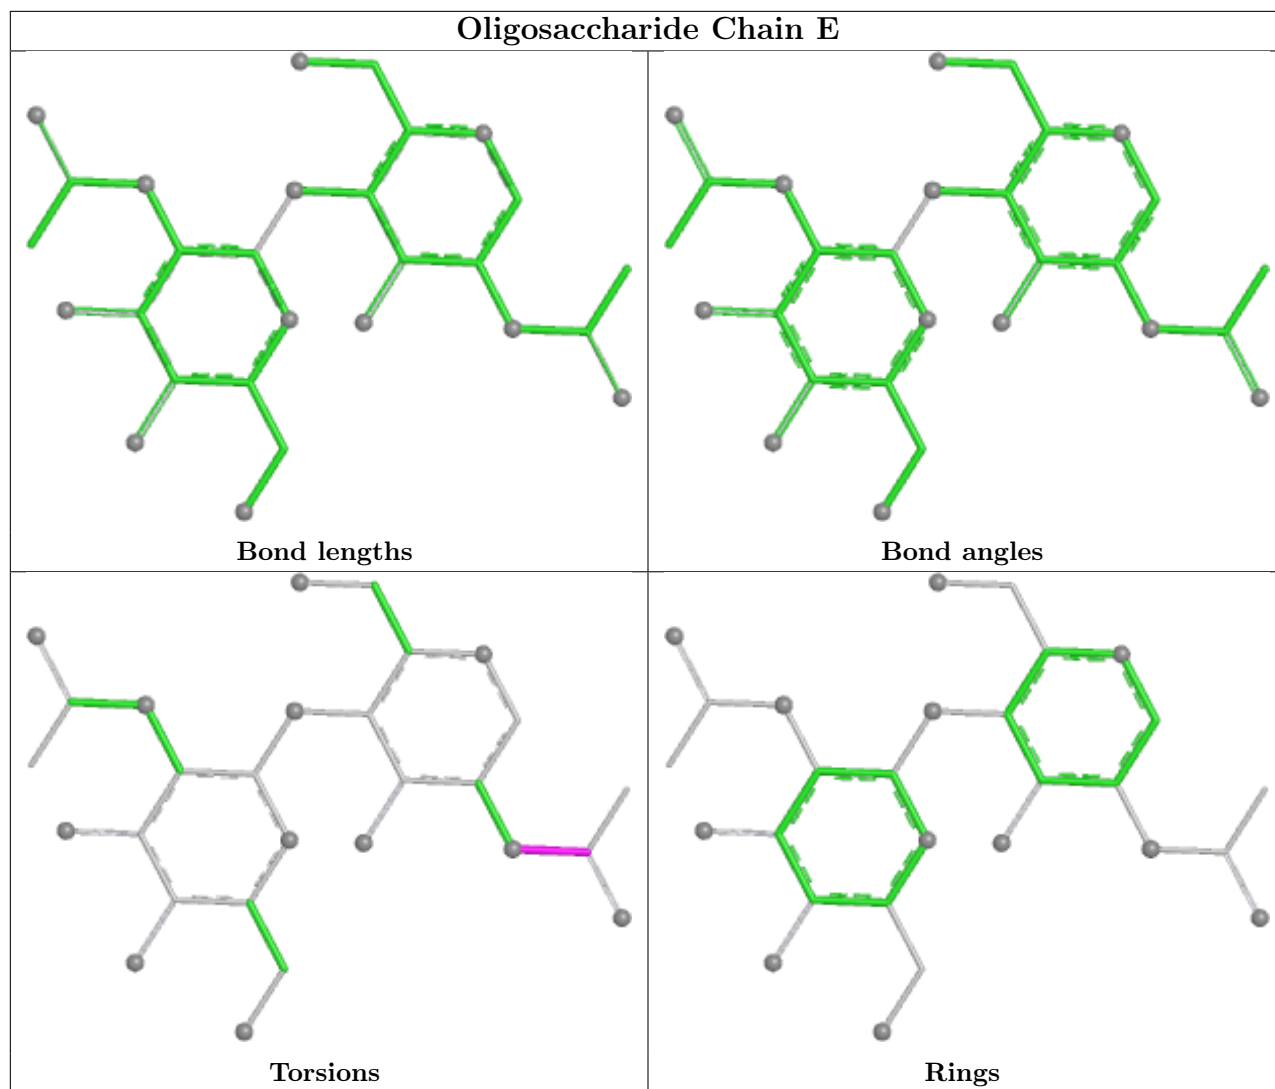 Oligosaccharide Chain E
Bond lengths
Bond angles
Torsions
Rings